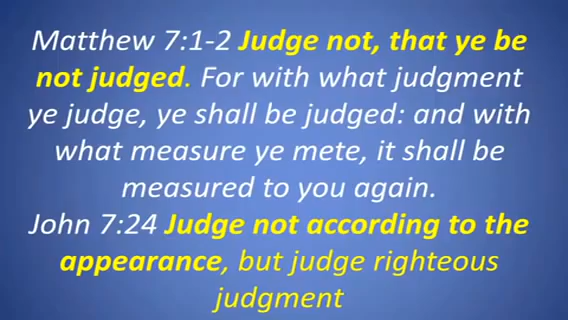 Matthew 7:1-2 Judge not, that ye be
not judged. For with what judgment
ye judge, ye shall be judged: and with
what measure ye mete, it shall be
measured to you again.
John 7:24 Judge not according to the
appearance, but judge righteous
judgment